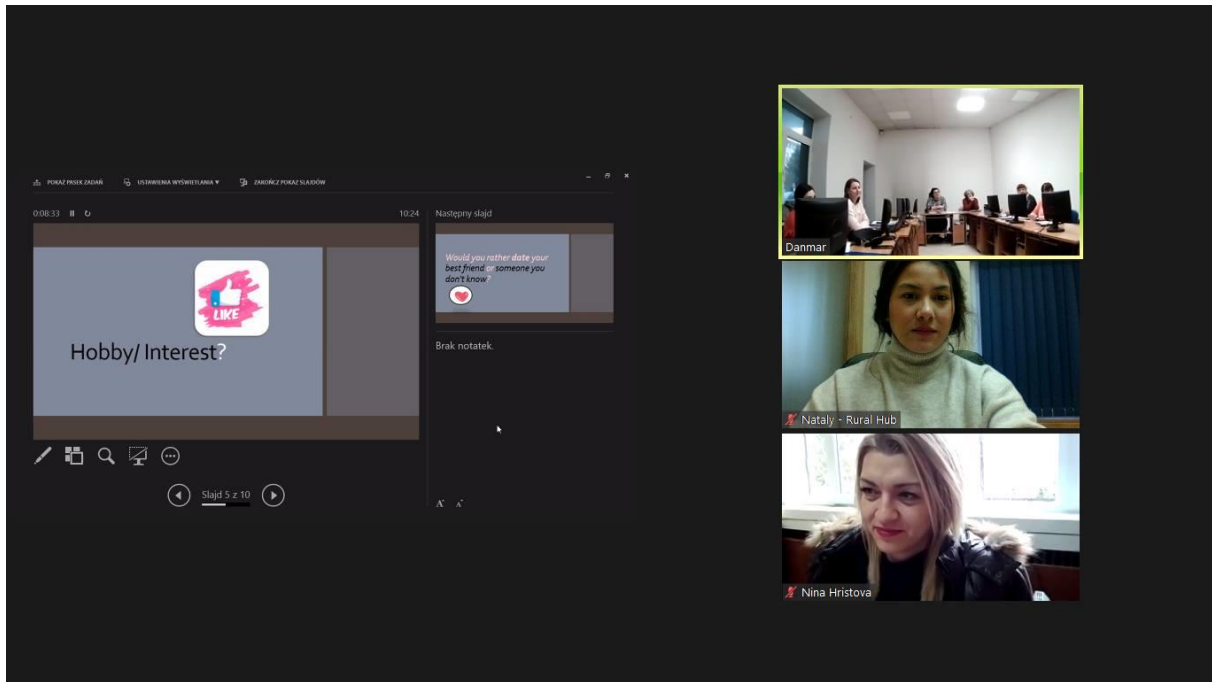 POKAŻ PASEK ZADAŃ
USTAWIENIA WYŚWIETLANIA
ZAKOŃCZ POKAZ SLAJDÓW
0:08:33
10:24
LIKE
Hobby/ Interest?
Slajd 5 z 10
Następny slajd
Would you rather date your
best friend or someone you
don't know?
Brak notatek.
A A
Danmar
Nataly - Rural Hub
Nina Hristova